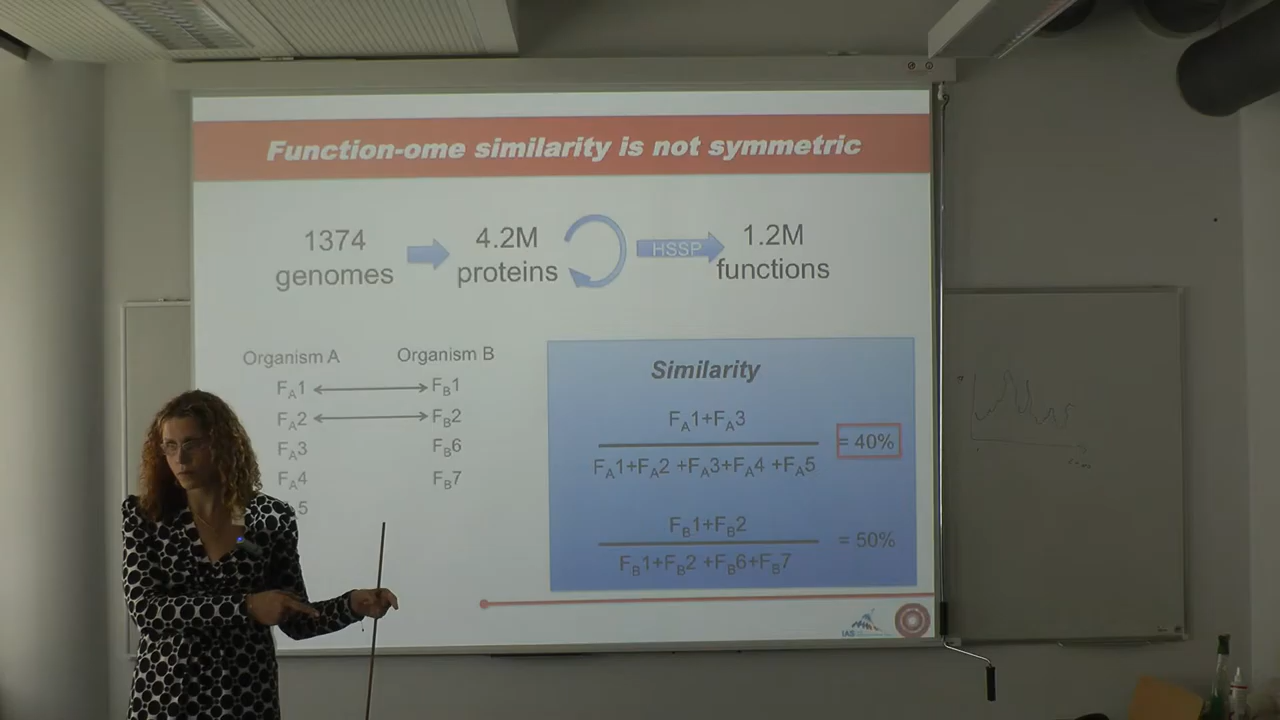 Function-ome similarity is not symmetric
1374 genomes
4.2M proteins
HSSP
1.2M functions
Organism A
Organism B
FA1
FB1
FA2
FB2
FA3
FB6
FA4
FB7
5
Similarity
FA1+FA3
FA1+FA2 +FA3+FA4 +FA5
= 40%
FB1+FB2
FB1+FB2 +FB6+FB7
= 50%
IAS